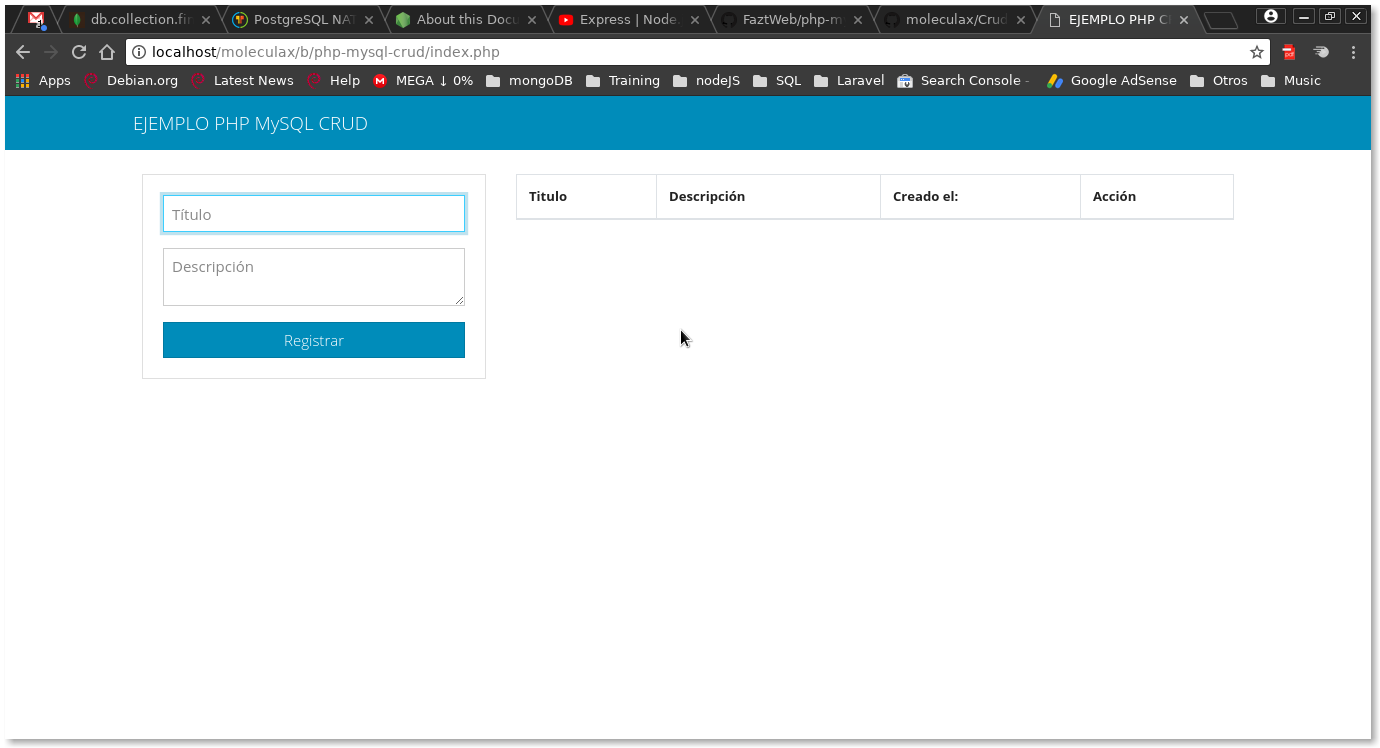 db.collection.fir
PostgreSQL NAT
About this Docu
Express | Node.
FaztWeb/php-m
moleculax/Crud
EJEMPLO PHP C
localhost/moleculax/b/php-mysql-crud/index.php
Apps Debian.org Latest News Help MEGA ↓ 0% mongoDB Training nodeJS SQL Laravel Search Console - Google AdSense Otros Music
EJEMPLO PHP MySQL CRUD
Título
Descripción
Registrar
Titulo Descripción Creado el: Acción